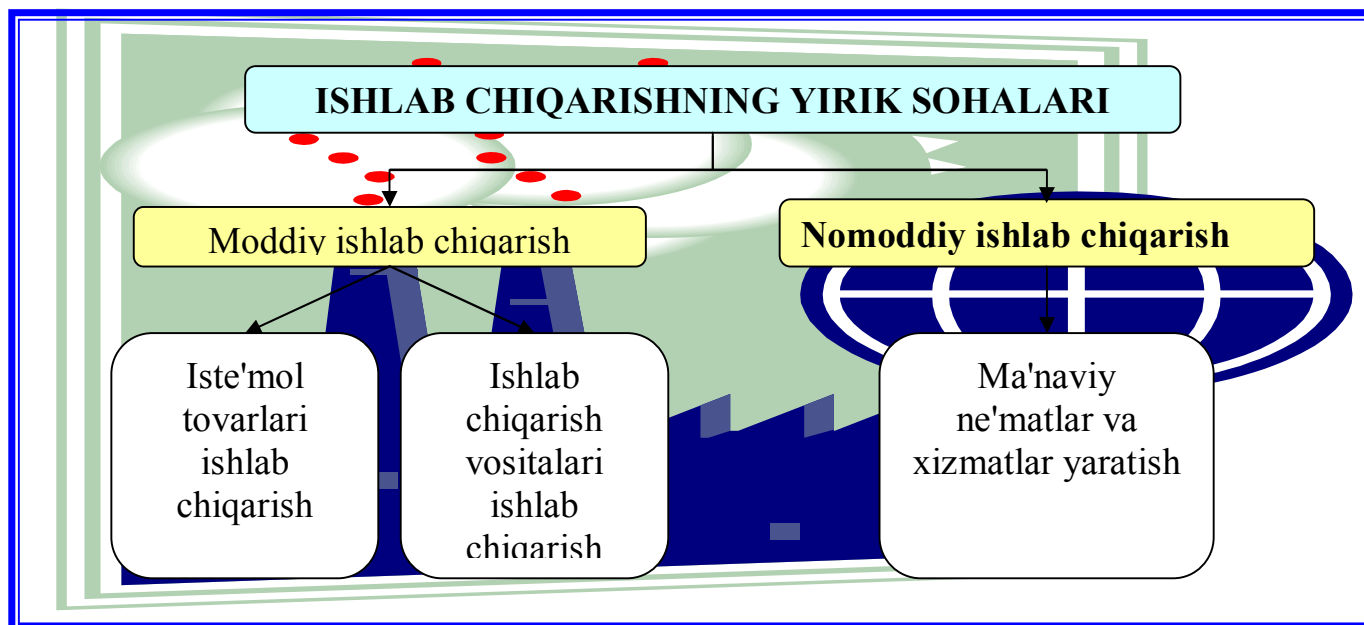 ISHLAB CHIQARISHNING YIRIK SOHALARI
Moddiy ishlab chiqarish
Nomoddiy ishlab chiqarish
Iste'mol
tovarlari
ishlab
chiqarish
Ishlab
chiqarish
vositalari
ishlab
chiqarish
Ma'naviy
ne'matlar va
xizmatlar yaratish